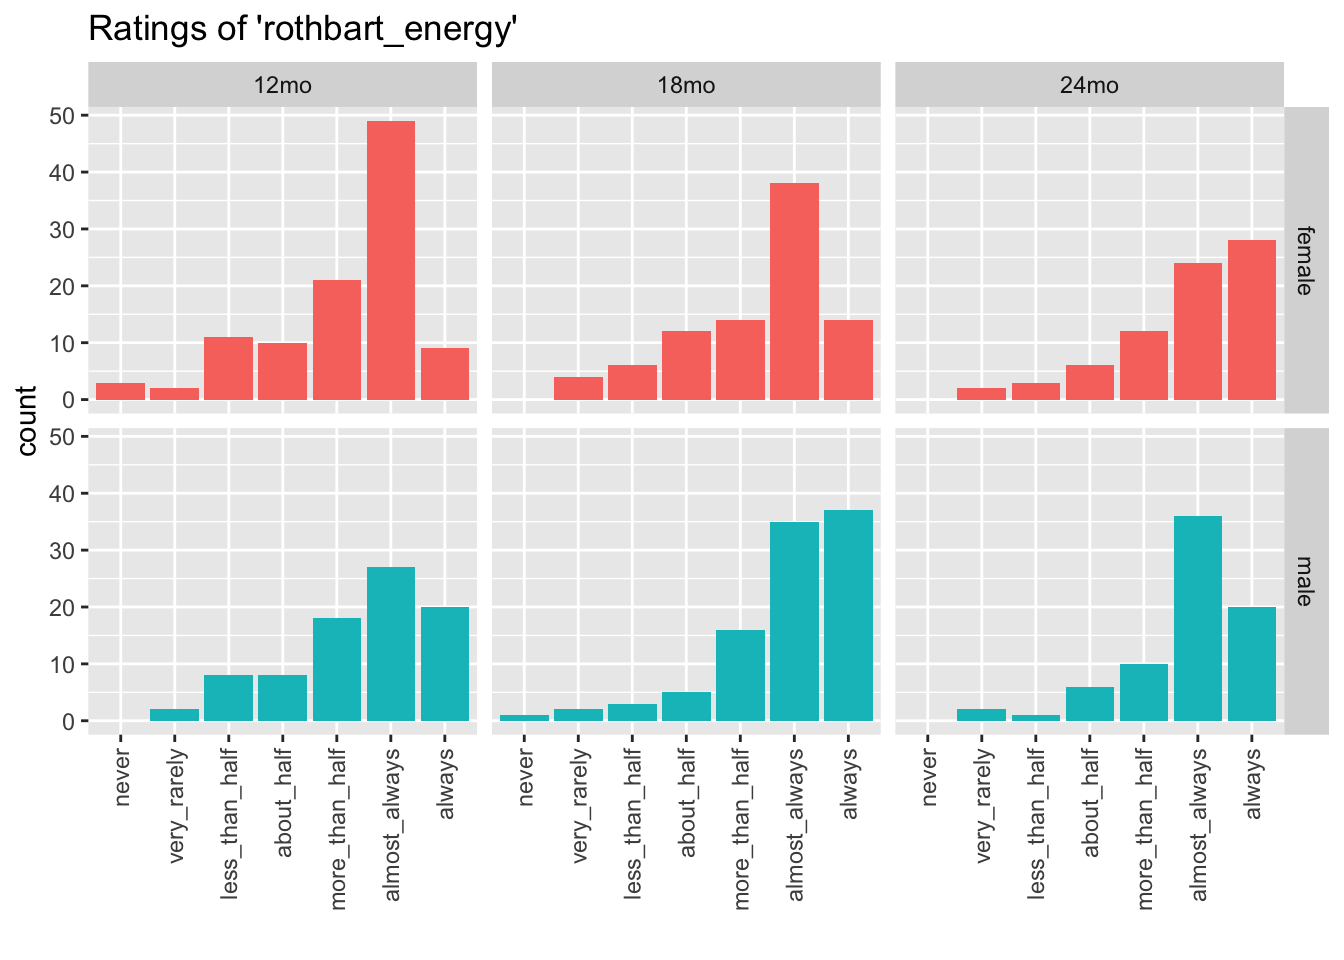 Ratings of 'rothbart_energy'
12mo
18mo
24mo
50
40
30
20
10
0
female
count
50
40
30
20
10
0
male
never
very_rarely
less_than_half
about_half
more_than_half
almost_always
always
never
very_rarely
less_than_half
about_half
more_than_half
almost_always
always
never
very_rarely
less_than_half
about_half
more_than_half
almost_always
always